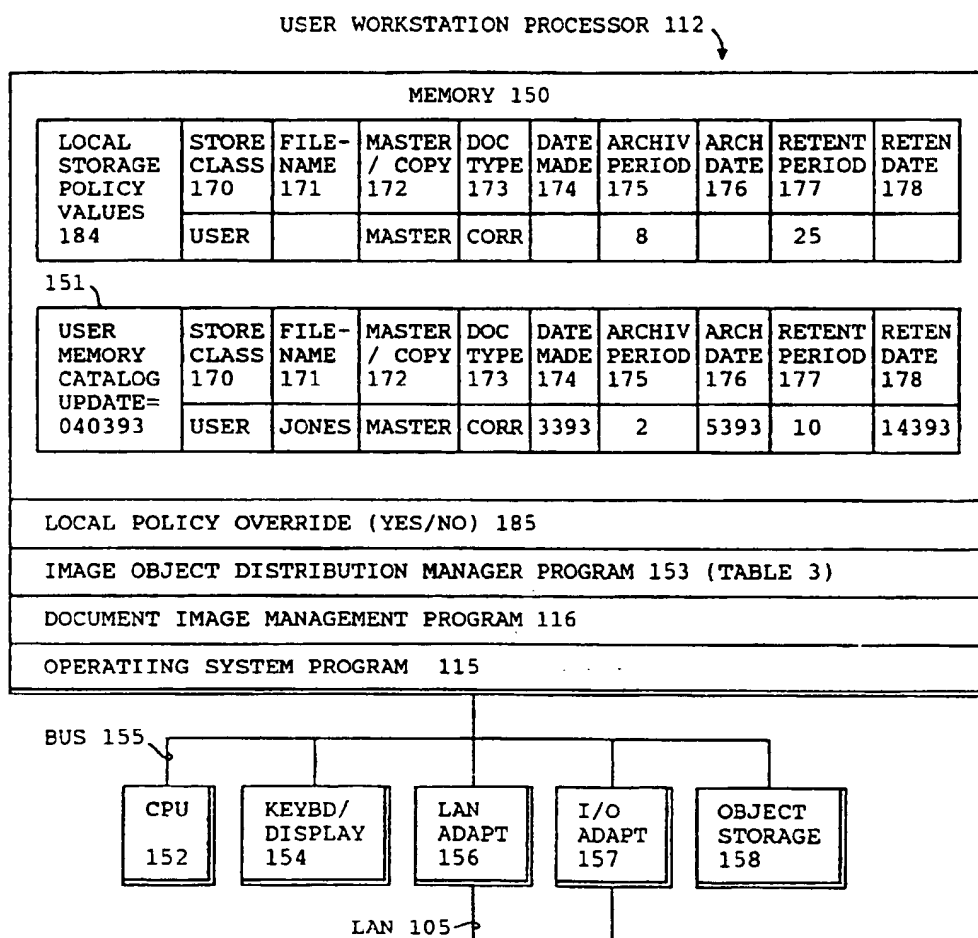 USER WORKSTATION PROCESSOR 112
MEMORY 150
LOCAL STORAGE POLICY VALUES 184
STORE CLASS 170 FILE-NAME 171 MASTER / COPY 172 DOC TYPE 173 DATE MADE 174 ARCHIV PERIOD 175 ARCH DATE 176 RETENT PERIOD 177 RETEN DATE 178
USER MASTER CORR 8 25
151
USER MEMORY CATALOG UPDATE= 040393
STORE CLASS 170 FILE-NAME 171 MASTER / COPY 172 DOC TYPE 173 DATE MADE 174 ARCHIV PERIOD 175 ARCH DATE 176 RETENT PERIOD 177 RETEN DATE 178
USER JONES MASTER CORR 3393 2 5393 10 14393
LOCAL POLICY OVERRIDE (YES/NO) 185
IMAGE OBJECT DISTRIBUTION MANAGER PROGRAM 153 (TABLE 3)
DOCUMENT IMAGE MANAGEMENT PROGRAM 116
OPERATIING SYSTEM PROGRAM 115
BUS 155
CPU 152
KEYBD/ DISPLAY 154
LAN ADAPT 156
I/O ADAPT 157
OBJECT STORAGE 158
LAN 105